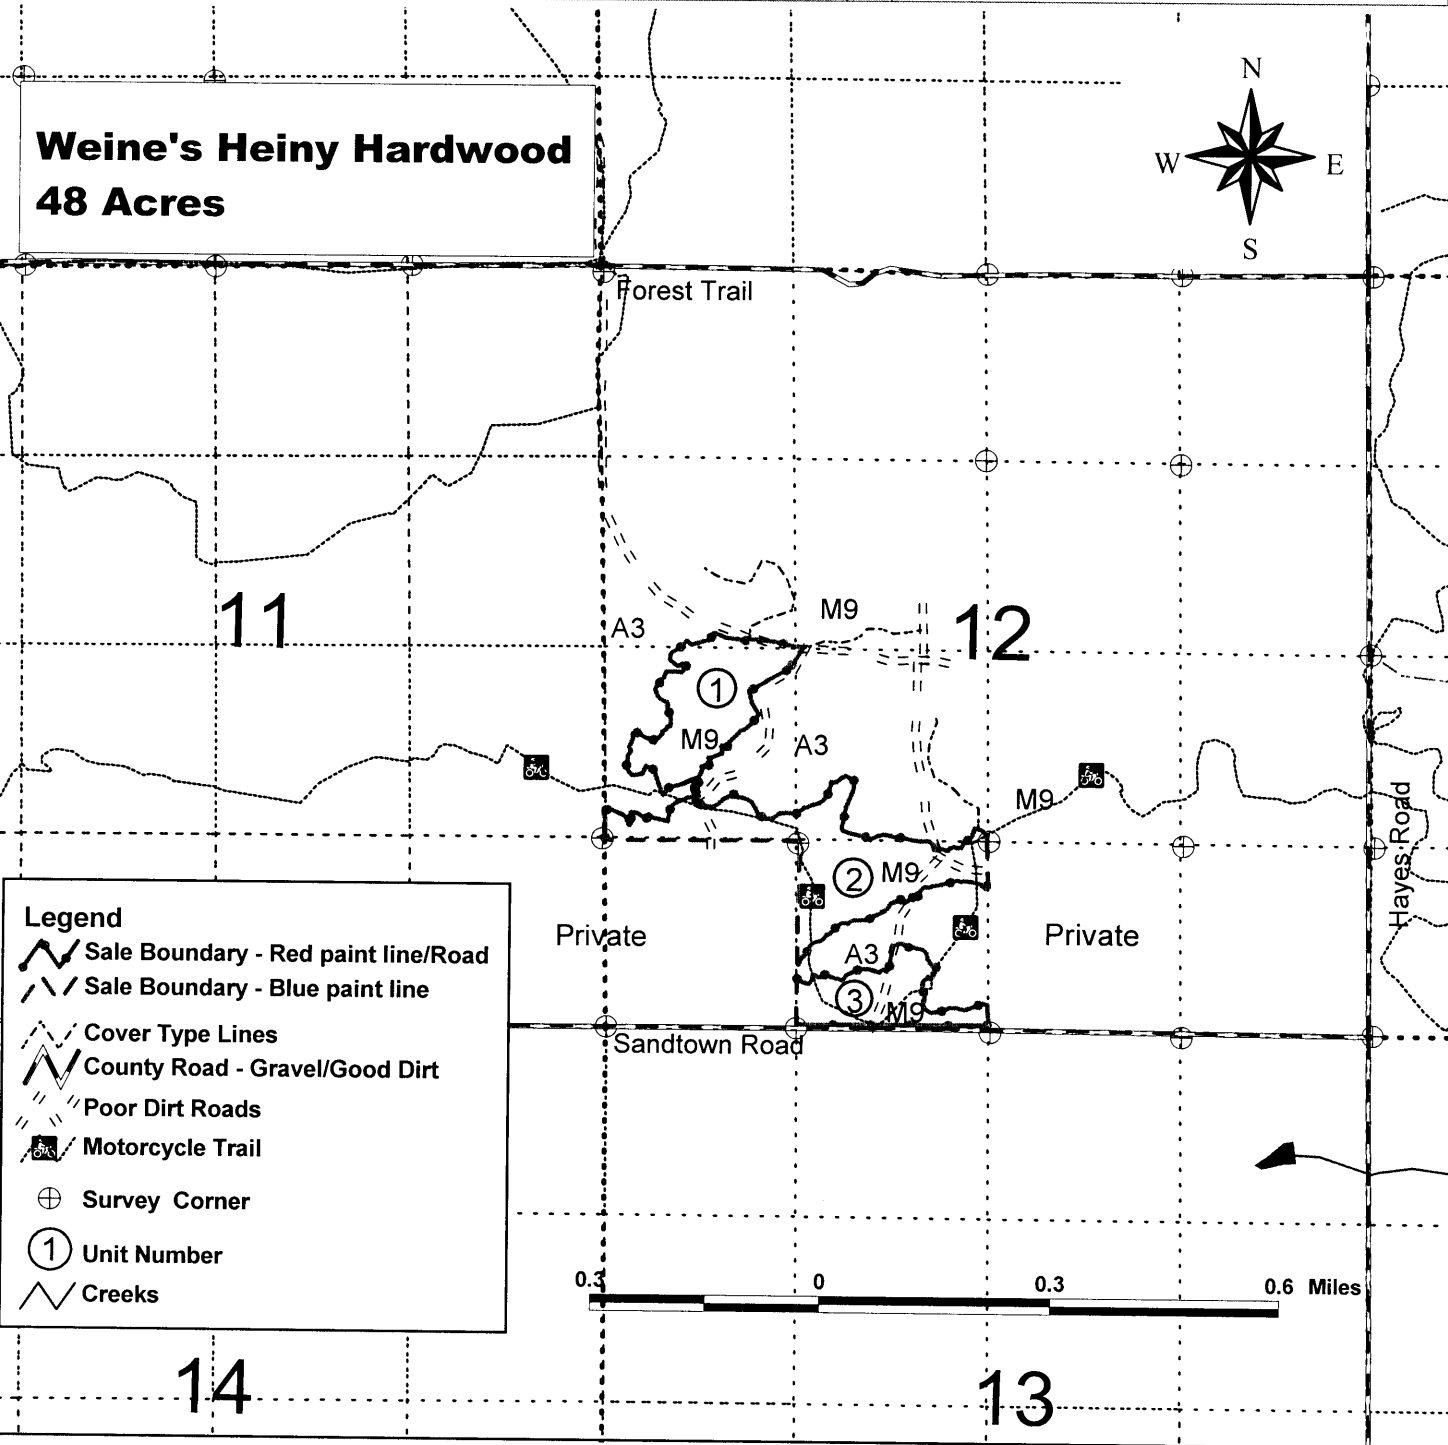 N
W E
S
Weine's Heiny Hardwood
48 Acres
Forest Trail
11
12
A3
M9
1
M9
A3
M9
Hayes Road
2
M9
Private
Private
A3
3
M9
Sandtown Road
Legend
Sale Boundary - Red paint line/Road
Sale Boundary - Blue paint line
Cover Type Lines
County Road - Gravel/Good Dirt
Poor Dirt Roads
Motorcycle Trail
Survey Corner
1 Unit Number
Creeks
0.3 0 0.3 0.6 Miles
14
13